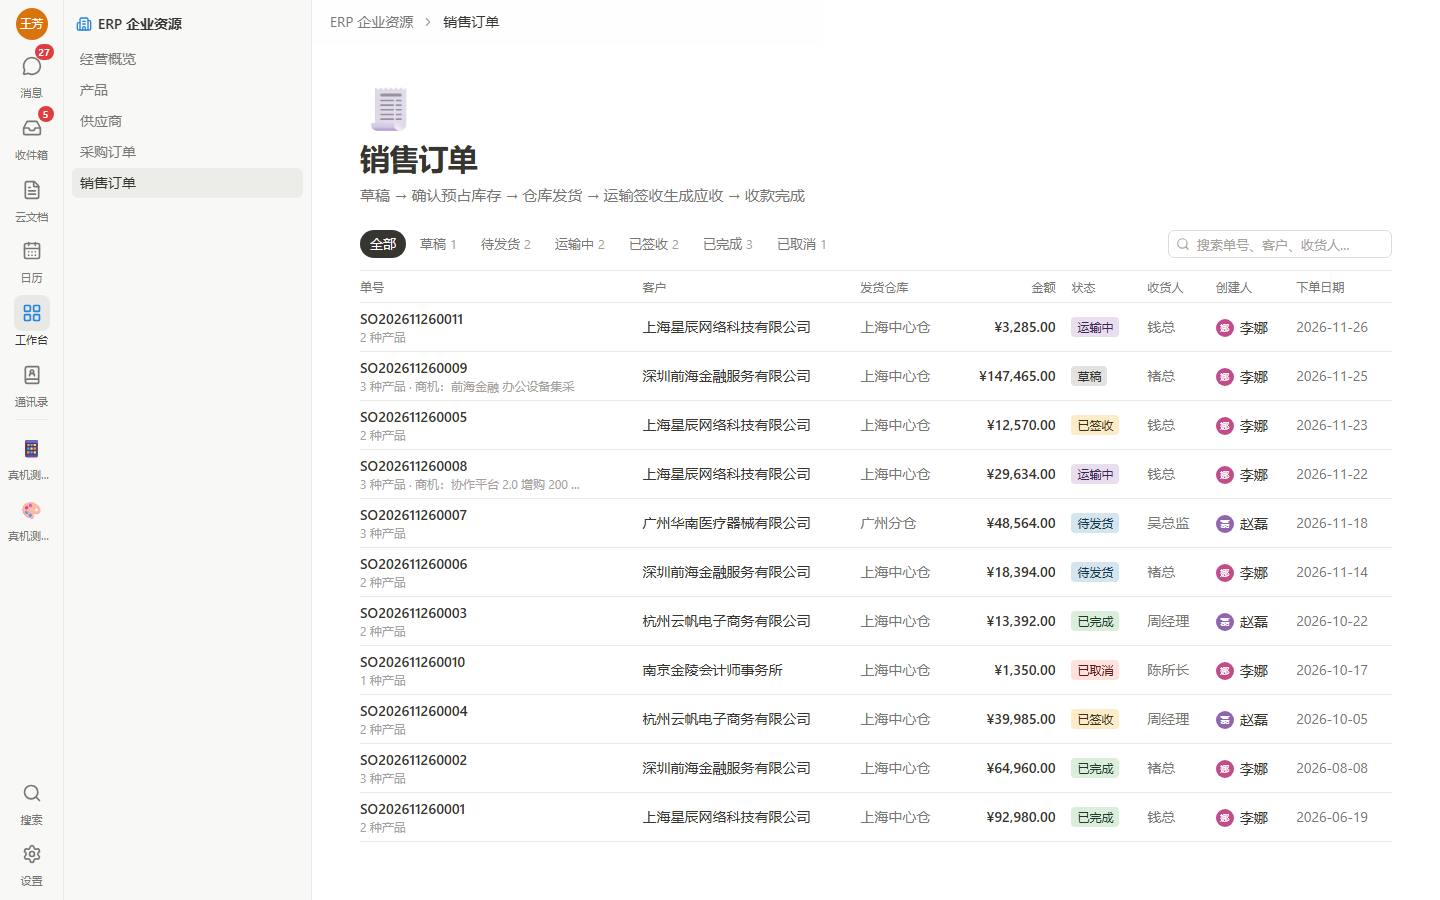 王芳
27
消息
5
收件箱
云文档
日历
工作台
通讯录
真机测...
真机测...
搜索
设置
ERP 企业资源
经营概览
产品
供应商
采购订单
销售订单
ERP 企业资源 > 销售订单
销售订单
草稿 → 确认预占库存 → 仓库发货 → 运输签收生成应收 → 收款完成
全部 草稿 1 待发货 2 运输中 2 已签收 2 已完成 3 已取消 1
搜索单号、客户、收货人...
单号 客户 发货仓库 金额 状态 收货人 创建人 下单日期
SO202611260011 上海星辰网络科技有限公司 上海中心仓 ¥3,285.00 运输中 钱总 娜 李娜 2026-11-26
2 种产品
SO202611260009 深圳前海金融服务有限公司 上海中心仓 ¥147,465.00 草稿 褚总 娜 李娜 2026-11-25
3 种产品 · 商机：前海金融 办公设备集采
SO202611260005 上海星辰网络科技有限公司 上海中心仓 ¥12,570.00 已签收 钱总 娜 李娜 2026-11-23
2 种产品
SO202611260008 上海星辰网络科技有限公司 上海中心仓 ¥29,634.00 运输中 钱总 娜 李娜 2026-11-22
3 种产品 · 商机：协作平台 2.0 增购 200 ...
SO202611260007 广州华南医疗器械有限公司 广州分仓 ¥48,564.00 待发货 吴总监 磊 赵磊 2026-11-18
3 种产品
SO202611260006 深圳前海金融服务有限公司 上海中心仓 ¥18,394.00 待发货 褚总 娜 李娜 2026-11-14
2 种产品
SO202611260003 杭州云帆电子商务有限公司 上海中心仓 ¥13,392.00 已完成 周经理 磊 赵磊 2026-10-22
2 种产品
SO202611260010 南京金陵会计师事务所 上海中心仓 ¥1,350.00 已取消 陈所长 娜 李娜 2026-10-17
1 种产品
SO202611260004 杭州云帆电子商务有限公司 上海中心仓 ¥39,985.00 已签收 周经理 磊 赵磊 2026-10-05
2 种产品
SO202611260002 深圳前海金融服务有限公司 上海中心仓 ¥64,960.00 已完成 褚总 娜 李娜 2026-08-08
3 种产品
SO202611260001 上海星辰网络科技有限公司 上海中心仓 ¥92,980.00 已完成 钱总 娜 李娜 2026-06-19
2 种产品